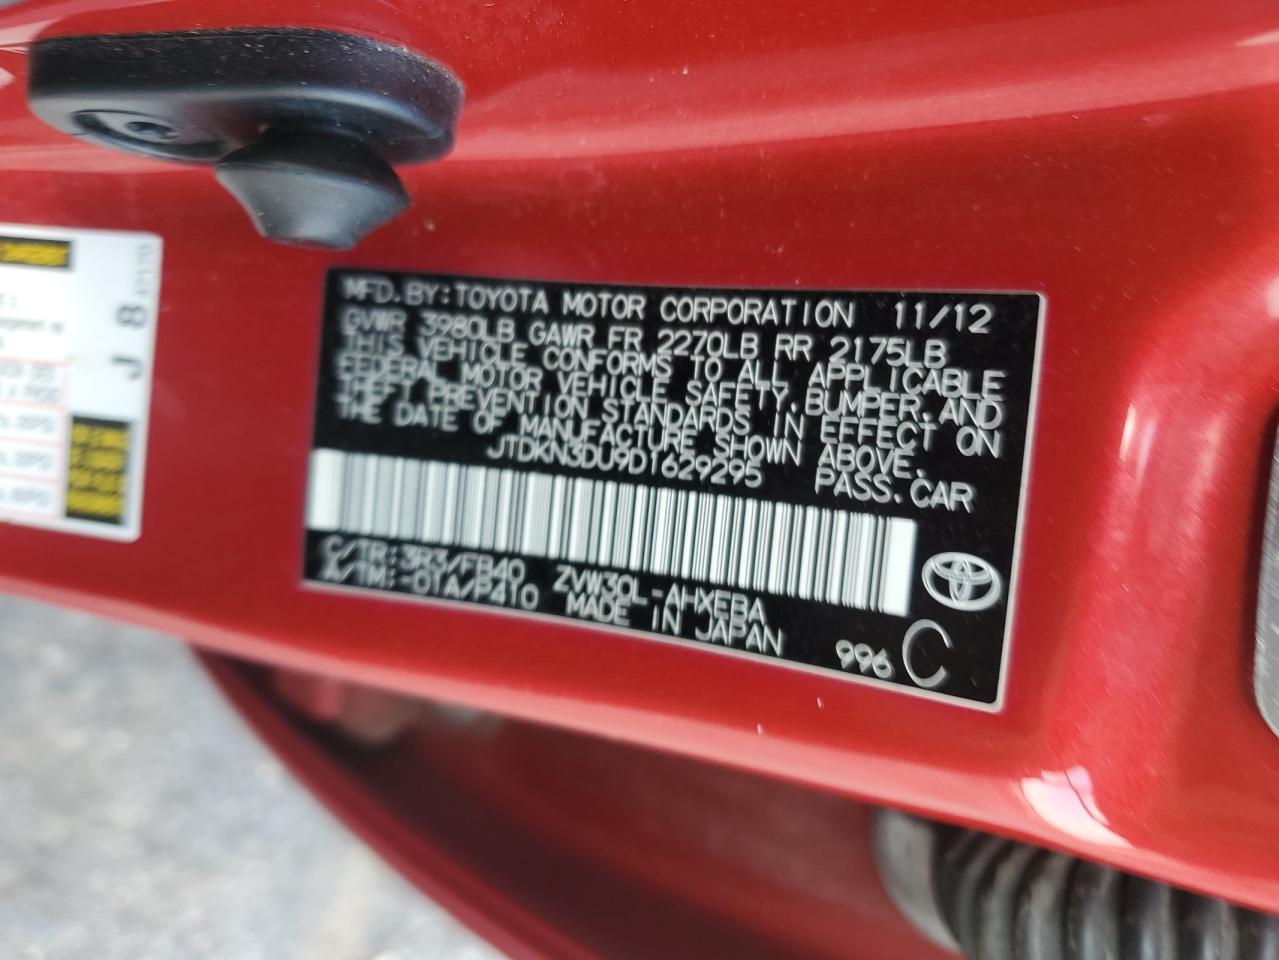 MFD.BY:TOYOTA MOTOR CORPORATION 11/12
GVWR 3980LB GAWR FR 2270LB RR 2175LB
THIS VEHICLE CONFORMS TO ALL APPLICABLE
FEDERAL MOTOR VEHICLE SAFETY,BUMPER,AND
THEFT PREVENTION STANDARDS IN EFFECT ON
THE DATE OF MANUFACTURE SHOWN ABOVE.
JTDKN3DU9D1629295 PASS.CAR
C/TR:3R3/FB40 ZVW30L-AHXEBA
A/TM:-01A/P410 MADE IN JAPAN
996 C
J 8